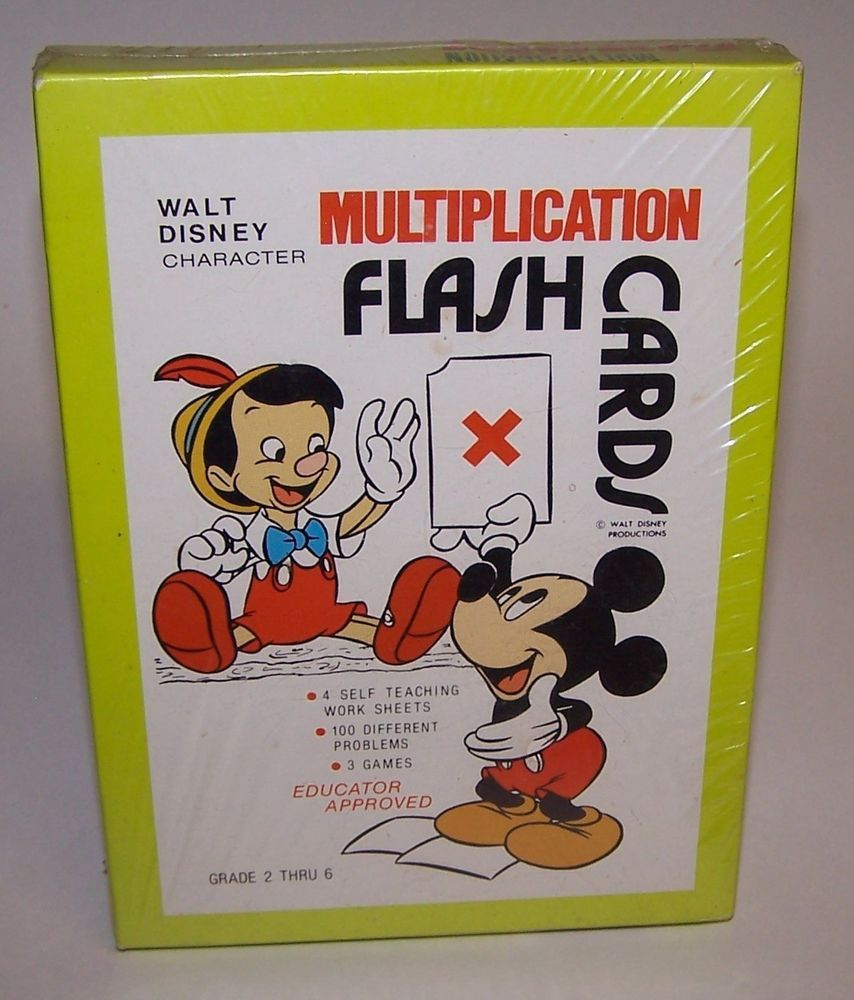 WALT
DISNEY
CHARACTER
MULTIPLICATION
FLASH
CARDS
X
© WALT DISNEY
PRODUCTIONS
• 4 SELF TEACHING
WORK SHEETS
• 100 DIFFERENT
PROBLEMS
• 3 GAMES
EDUCATOR
APPROVED
GRADE 2 THRU 6